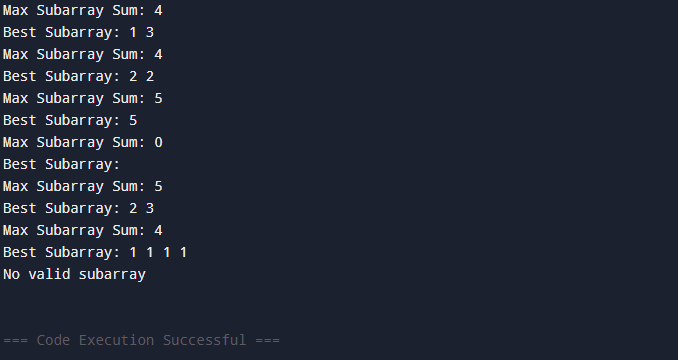 Max Subarray Sum: 4
Best Subarray: 1 3
Max Subarray Sum: 4
Best Subarray: 2 2
Max Subarray Sum: 5
Best Subarray: 5
Max Subarray Sum: 0
Best Subarray:
Max Subarray Sum: 5
Best Subarray: 2 3
Max Subarray Sum: 4
Best Subarray: 1 1 1 1
No valid subarray
=== Code Execution Successful ===